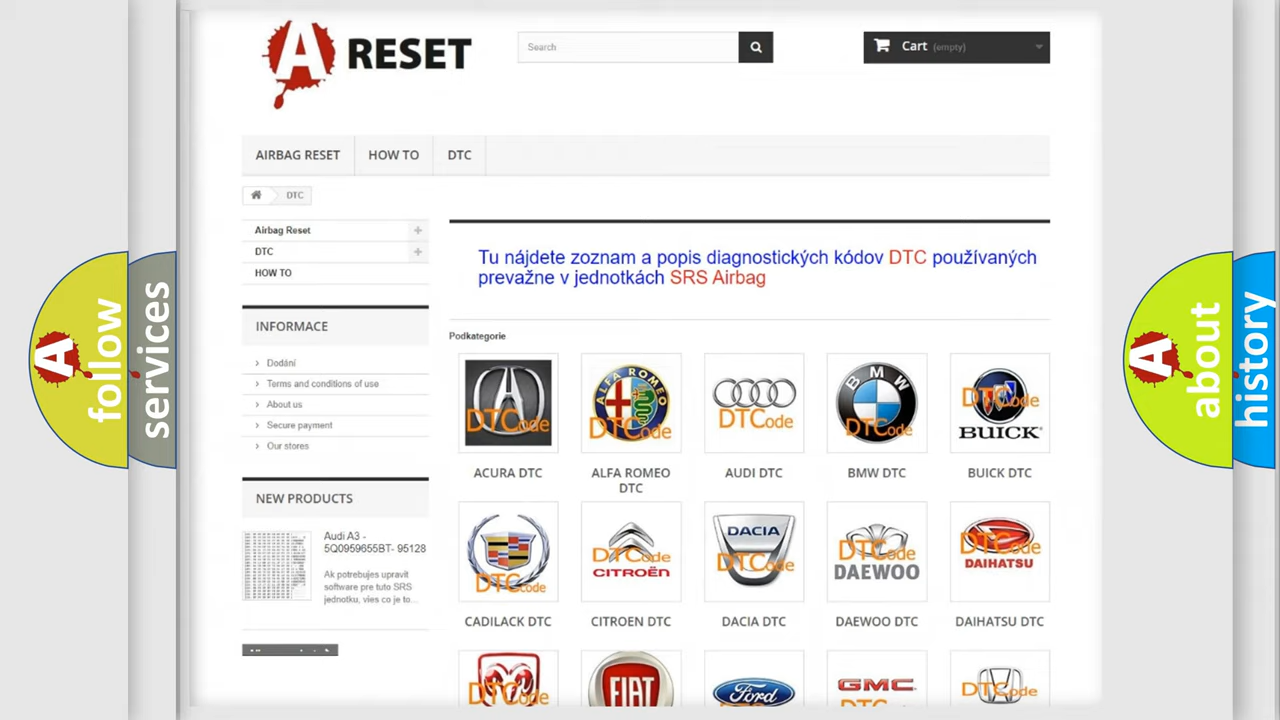 A RESET
Search
Cart (empty)
AIRBAG RESET
HOW TO
DTC
DTC
Airbag Reset
DTC
HOW TO
Tu nájdete zoznam a popis diagnostických kódov DTC používaných
prevažne v jednotkách SRS Airbag
INFORMACE
Dodání
Terms and conditions of use
About us
Secure payment
Our stores
Podkategorie
DTCode
ALFA ROMEO
DTCode
DTCode
BMW
DTCode
DTCode
BUICK
ACURA DTC
ALFA ROMEO
DTC
AUDI DTC
BMW DTC
BUICK DTC
NEW PRODUCTS
Audi A3 -
5Q0959655BT- 95128
Ak potrebujes upravit
software pre tuto SRS
jednotku, vies co je to...
DTCode
DTCode
CITROËN
DACIA
DTCode
DTCode
DAEWOO
DTCode
DAIHATSU
CADILACK DTC
CITROEN DTC
DACIA DTC
DAEWOO DTC
DAIHATSU DTC
DTCode
FIAT
Ford
GMC
DTCode
A follow
services
A about
history